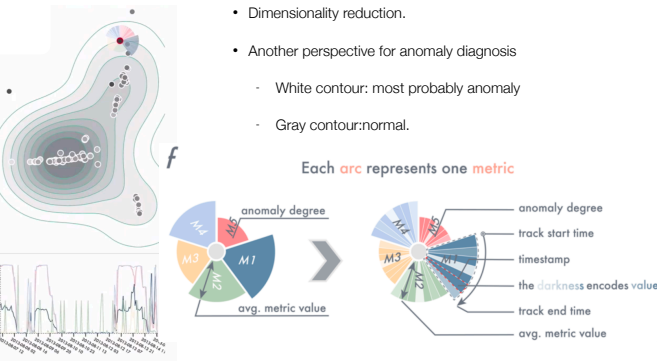 • Dimensionality reduction.
• Another perspective for anomaly diagnosis
- White contour: most probably anomaly
- Gray contour:normal.
f
Each arc represents one metric
anomaly degree
M5
M4
M3
M1
M2
avg. metric value
anomaly degree
track start time
timestamp
the darkness encodes value
track end time
avg. metric value
M5
M4
M3
M1
M2